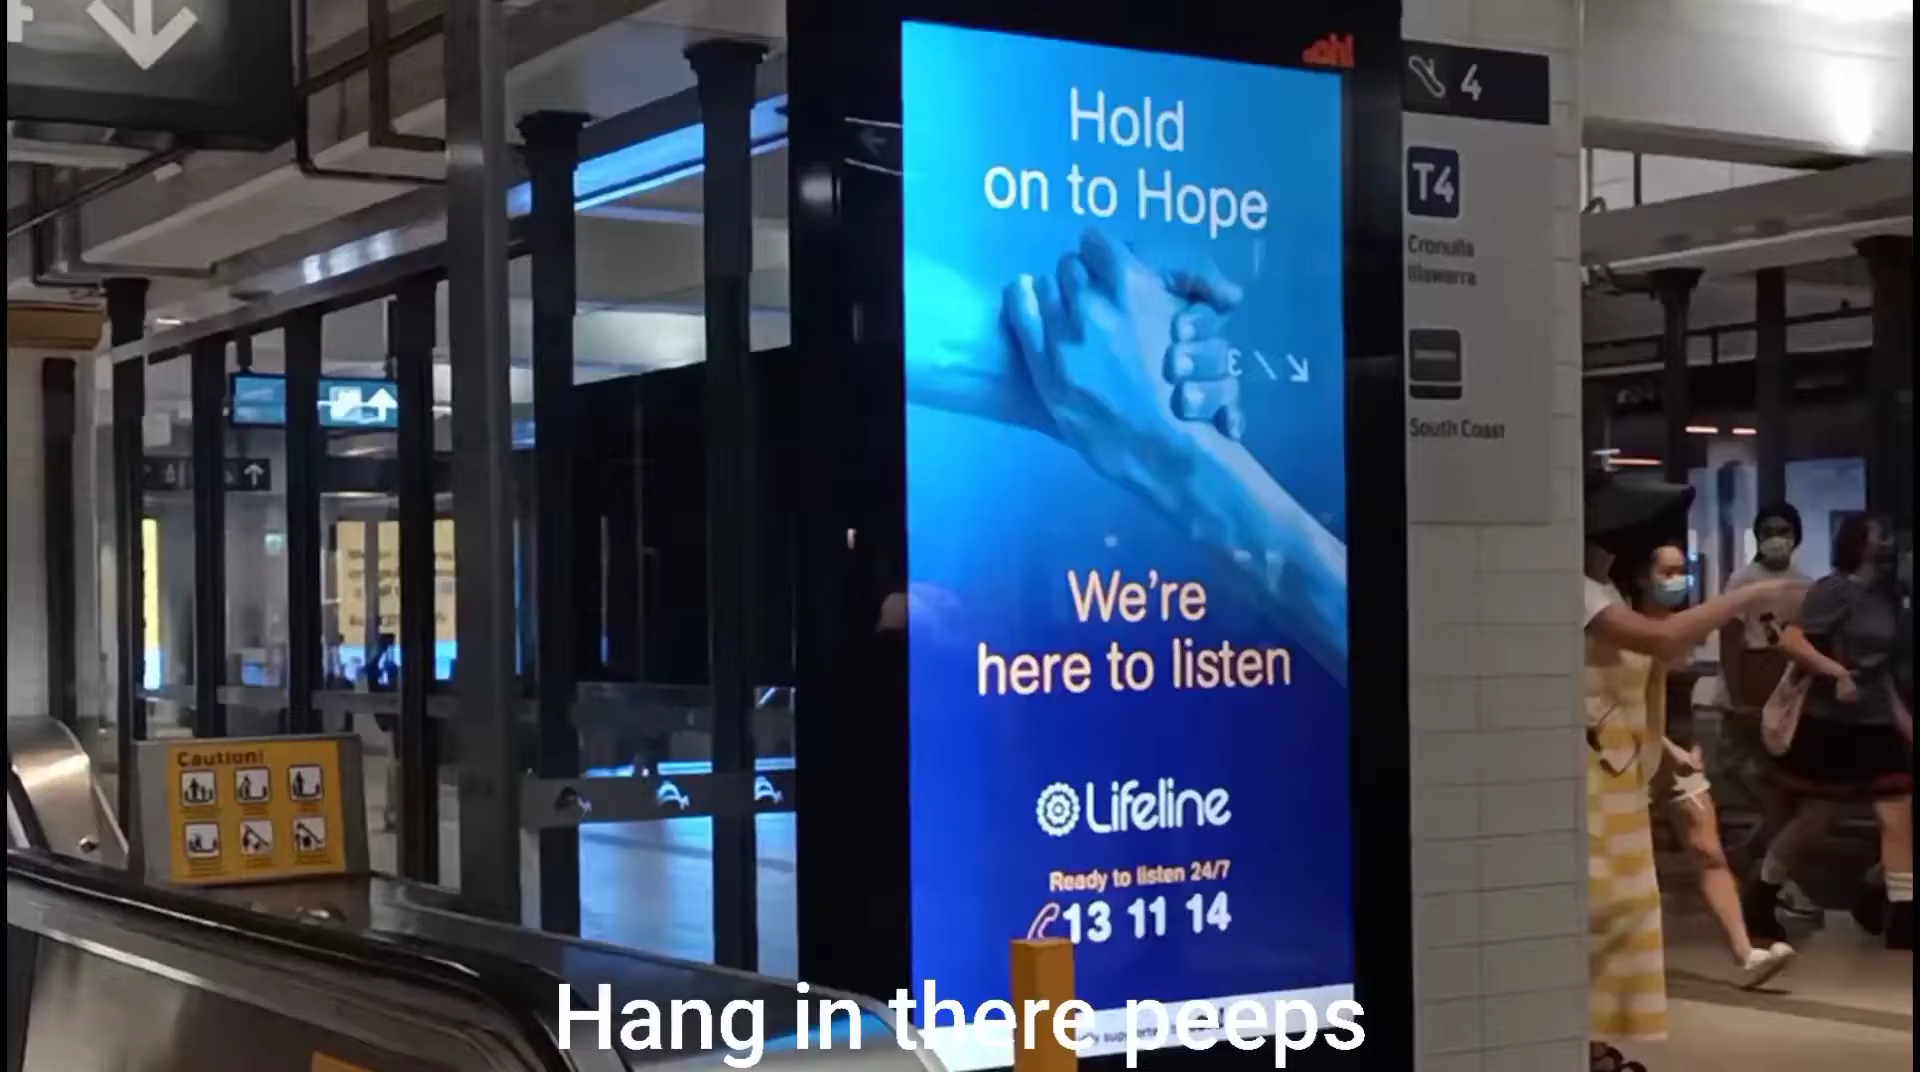 Hold
on to Hope
We're
here to listen
Lifeline
Ready to listen 24/7
13 11 14
4
T4
Cronulla
Illawarra
South Coast
Caution!
Hang in there peeps